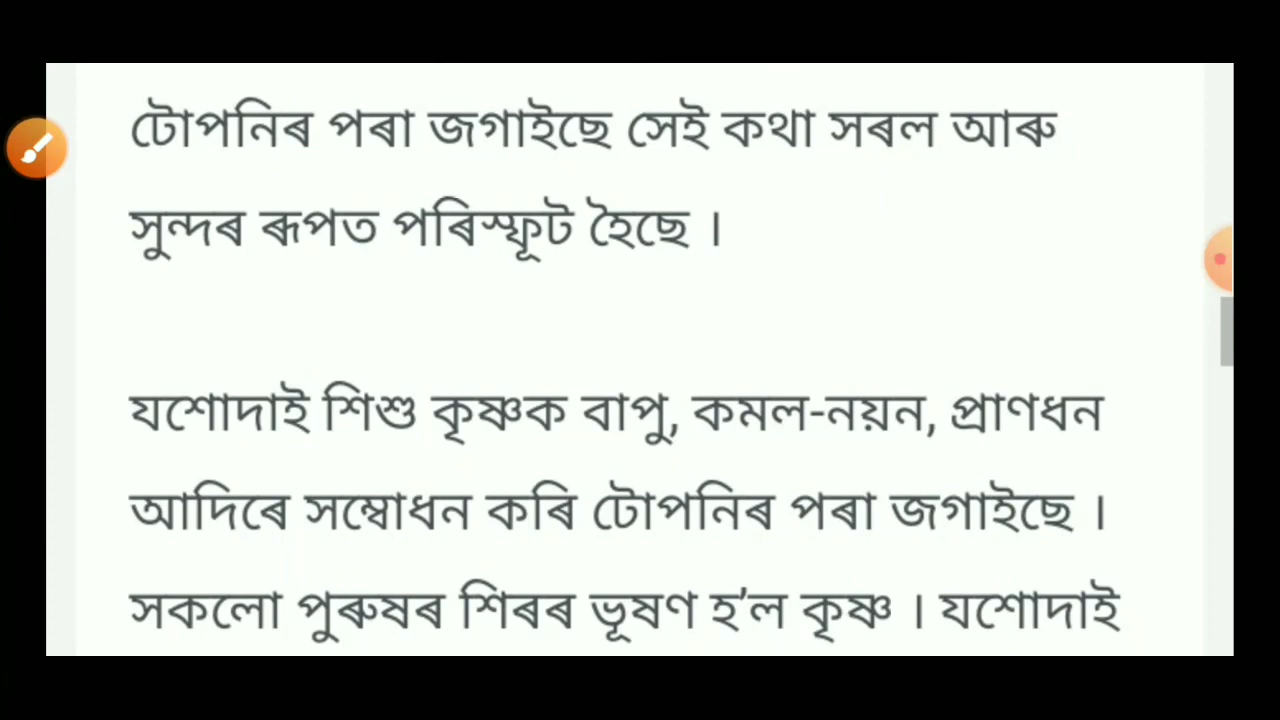 টোপনিৰ পৰা জগাইছে সেই কথা সৰল আৰু
সুন্দৰ ৰূপত পৰিস্ফূট হৈছে ।
যশোদাই শিশু কৃষ্ণক বাপু, কমল-নয়ন, প্ৰাণধন
আদিৰে সম্বোধন কৰি টোপনিৰ পৰা জগাইছে ।
সকলো পুৰুষৰ শিৰৰ ভূষণ হ'ল কৃষ্ণ । যশোদাই